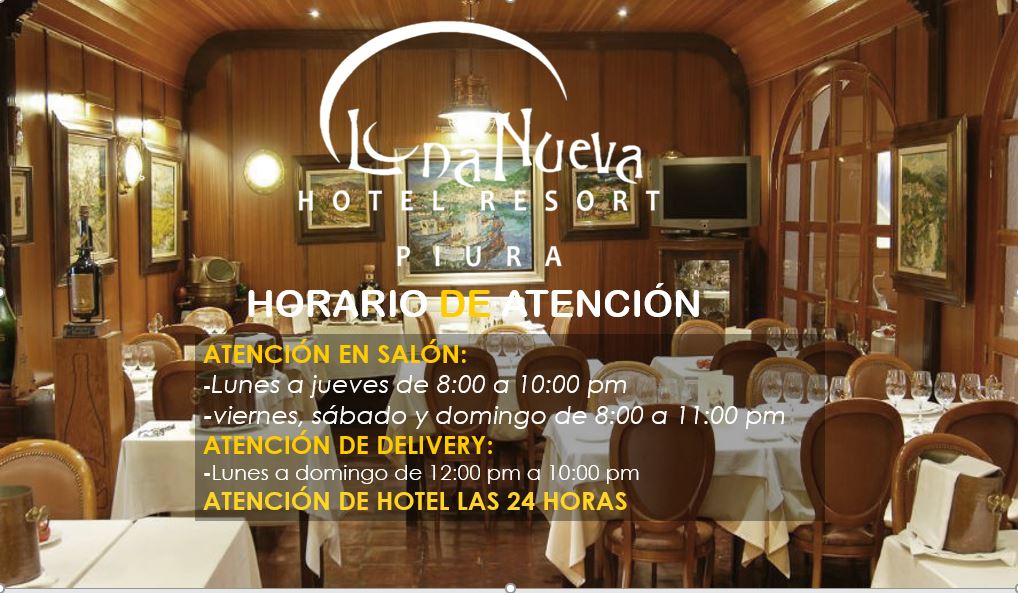 Luna Nueva
HOTEL RESORT
PIURA
HORARIO DE ATENCIÓN
ATENCIÓN EN SALÓN:
-Lunes a jueves de 8:00 a 10:00 pm
-viernes, sábado y domingo de 8:00 a 11:00 pm
ATENCIÓN DE DELIVERY:
-Lunes a domingo de 12:00 pm a 10:00 pm
ATENCIÓN DE HOTEL LAS 24 HORAS